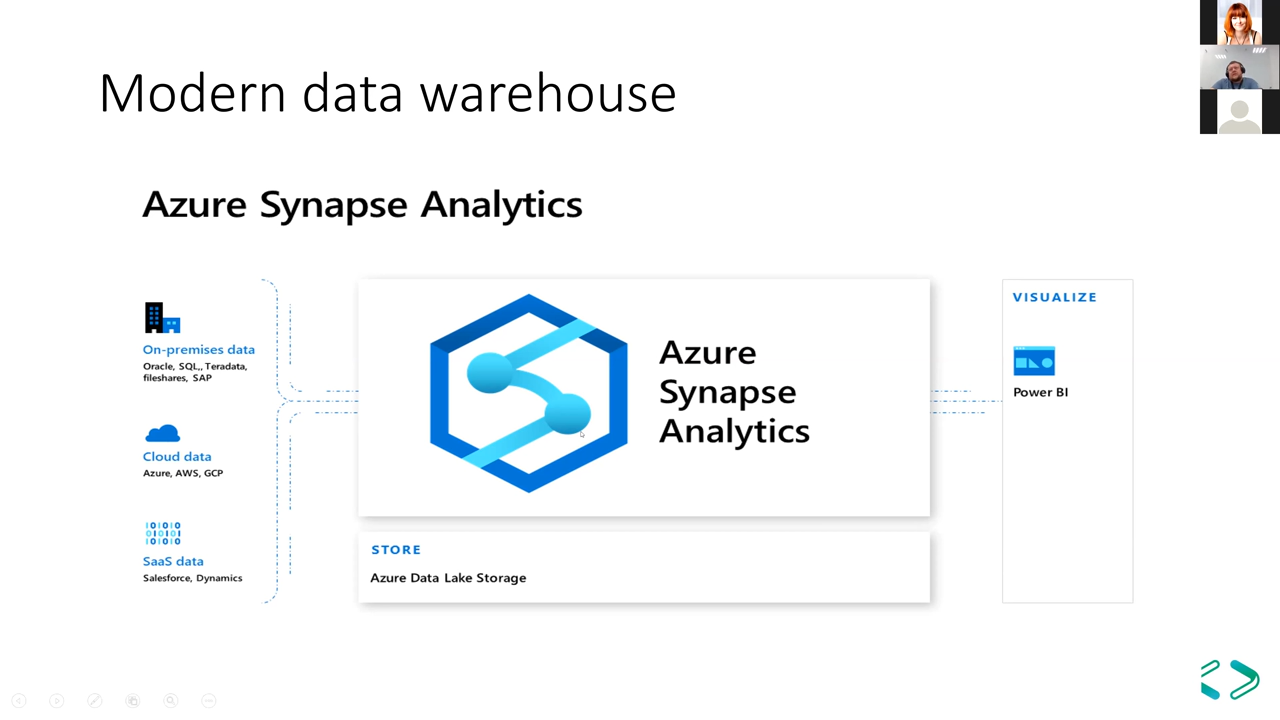 Modern data warehouse
Azure Synapse Analytics
On-premises data
Oracle, SQL,, Teradata,
fileshares, SAP
Cloud data
Azure, AWS, GCP
SaaS data
Salesforce, Dynamics
Azure
Synapse
Analytics
STORE
Azure Data Lake Storage
VISUALIZE
Power BI